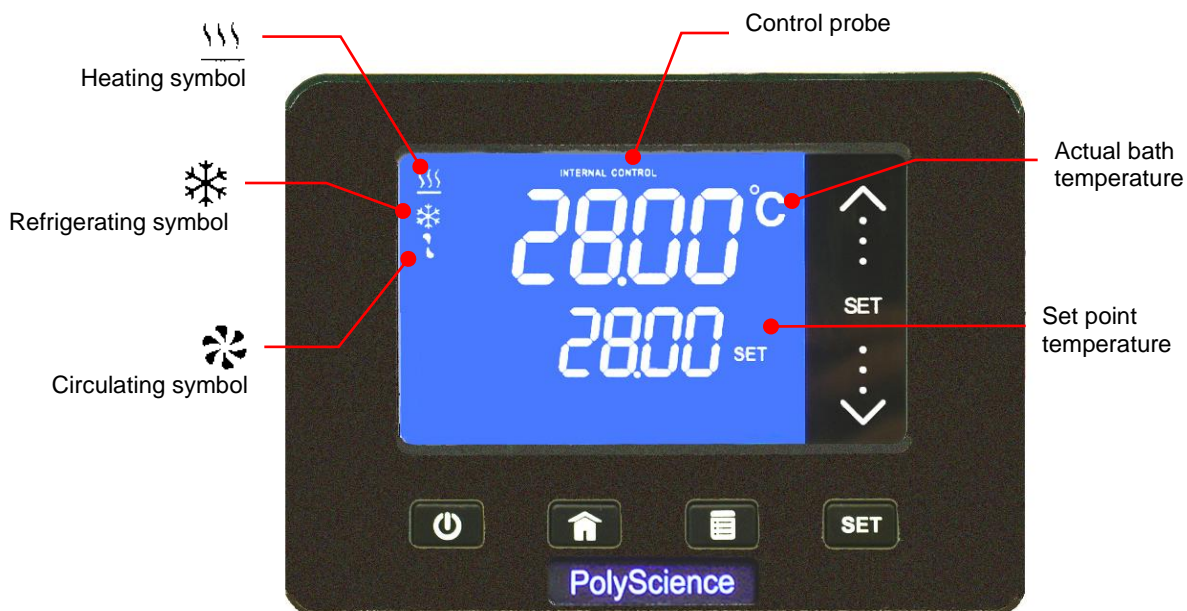 Control probe
Heating symbol
Actual bath
temperature
INTERNAL CONTROL
28.00 °C
Refrigerating symbol
SET
Set point
temperature
28.00 SET
Circulating symbol
SET
PolyScience